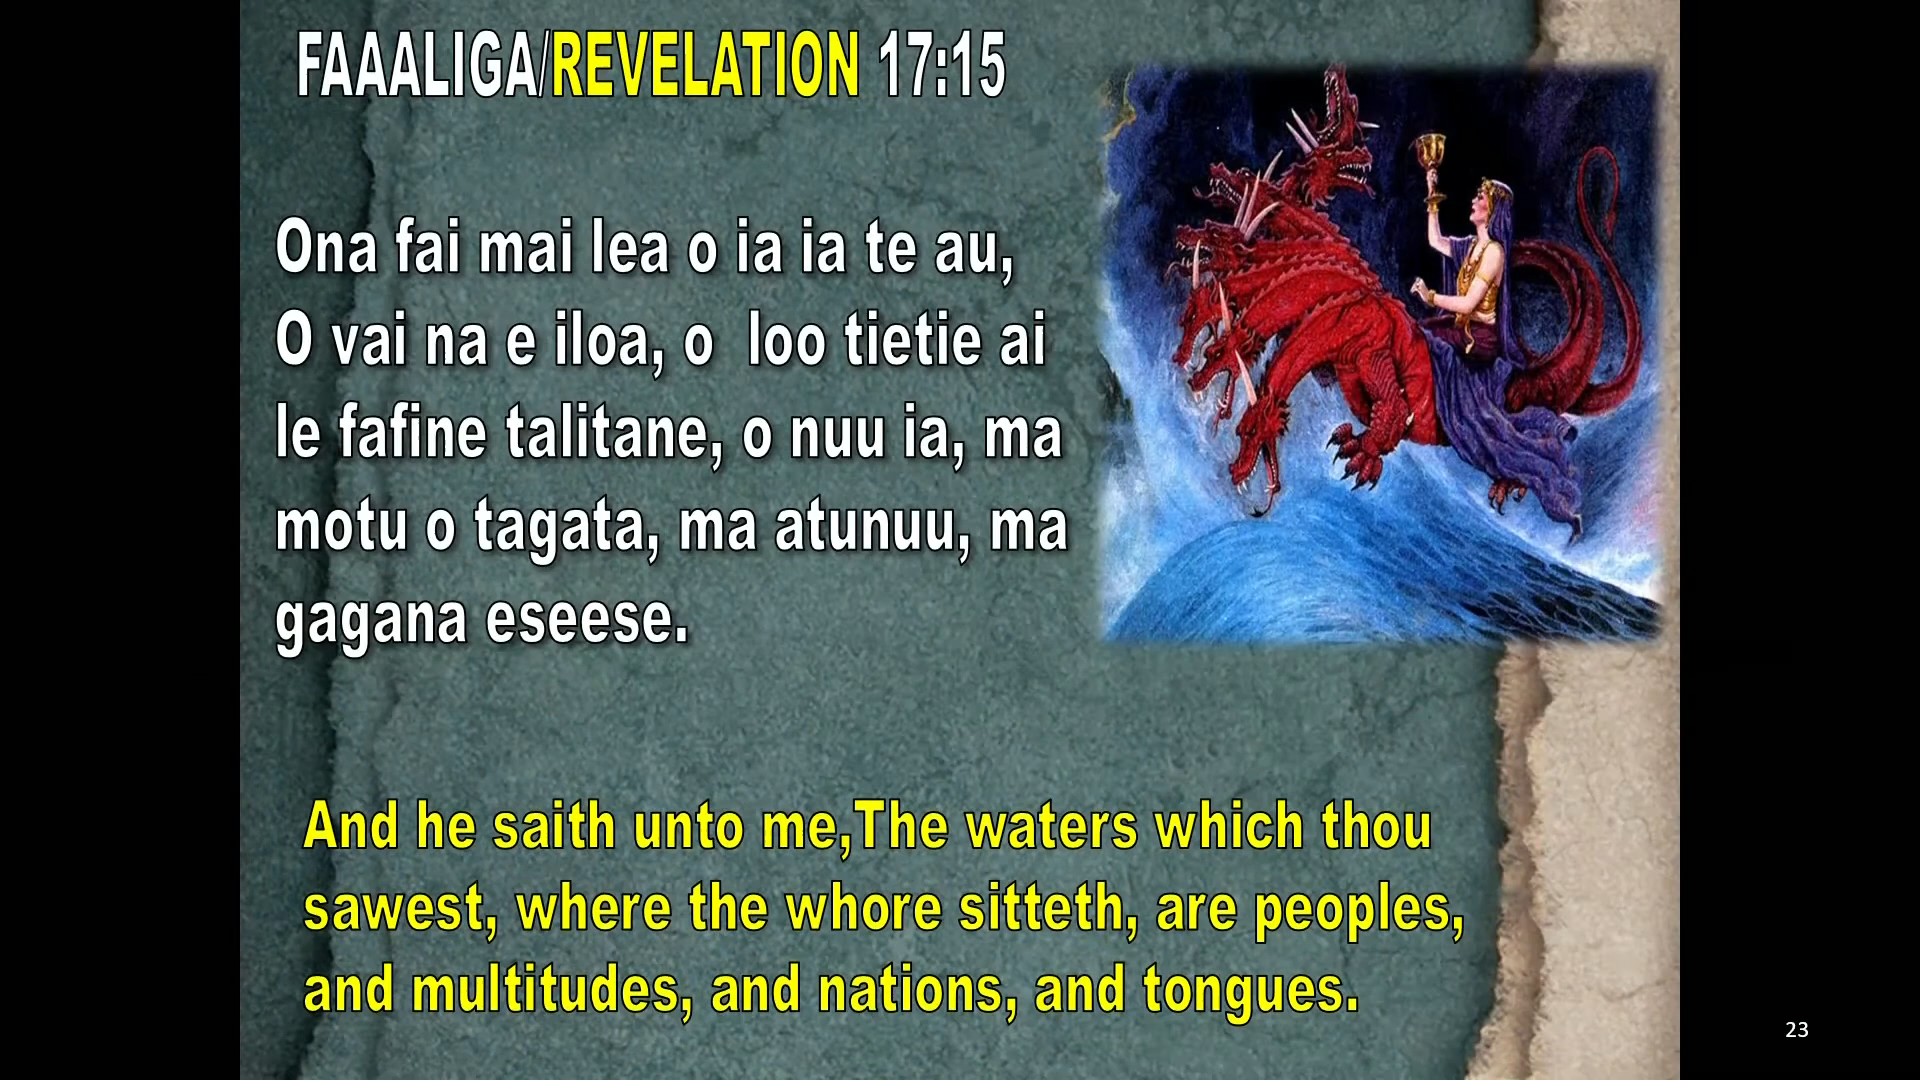 FAAALIGA/REVELATION 17:15
Ona fai mai lea o ia ia te au,
O vai na e iloa, o loo tietie ai
le fafine talitane, o nuu ia, ma
motu o tagata, ma atunuu, ma
gagana eseese.
And he saith unto me,The waters which thou
sawest, where the whore sitteth, are peoples,
and multitudes, and nations, and tongues.
23